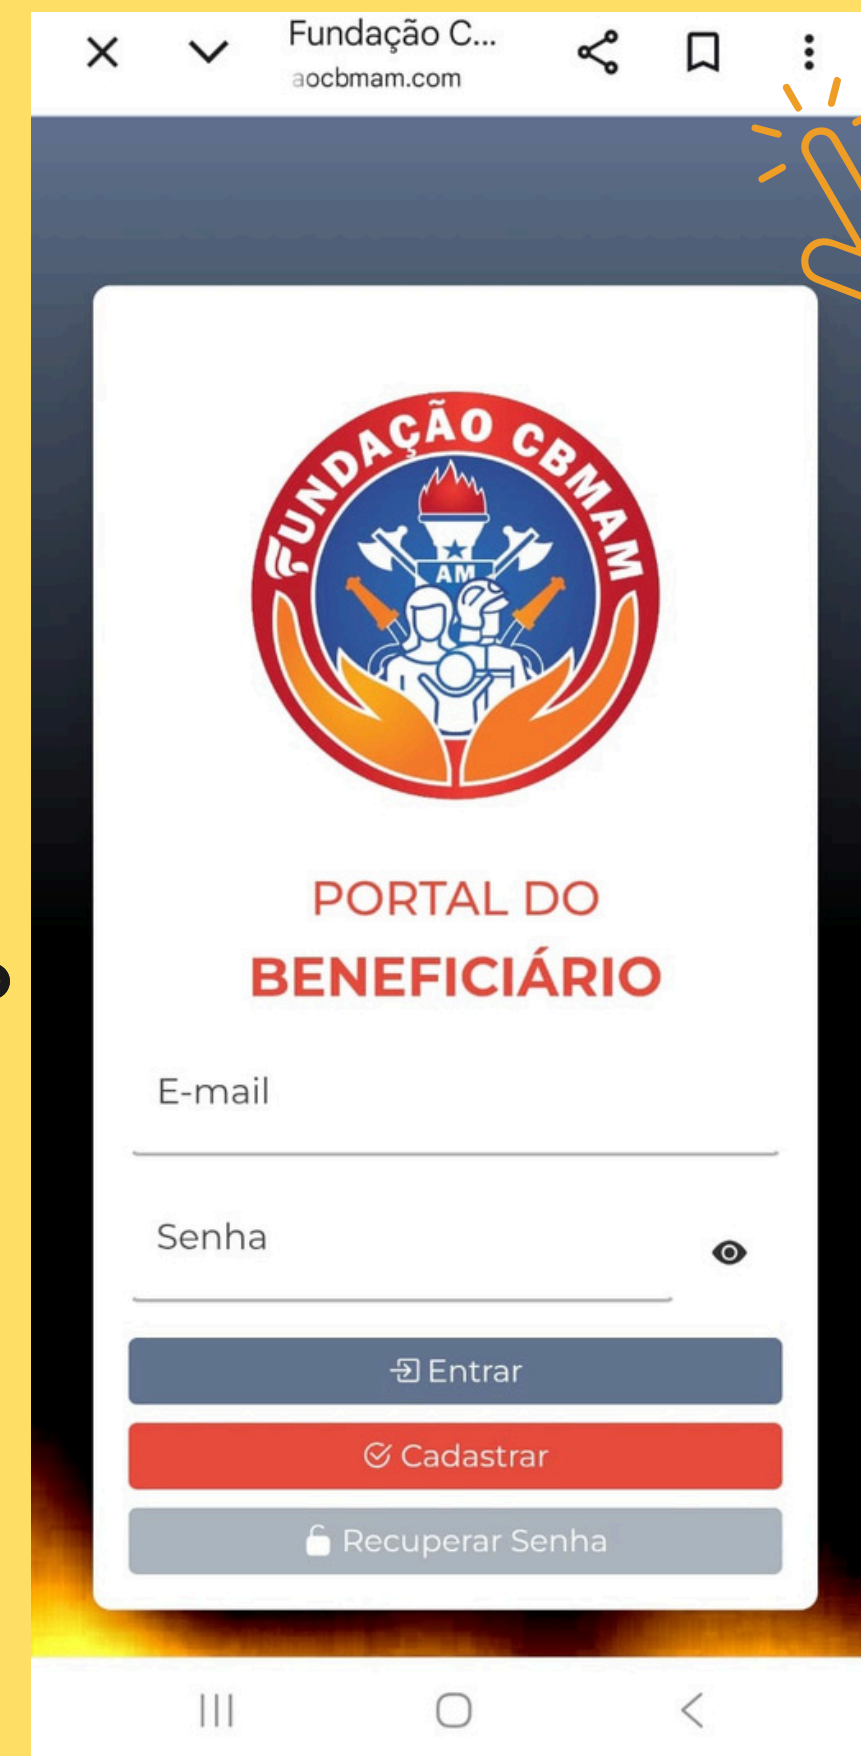 Fundação C...
aocbmam.com
FUNDAÇÃO CBMAM
AM
PORTAL DO
BENEFICIÁRIO
E-mail
Senha
Entrar
Cadastrar
Recuperar Senha